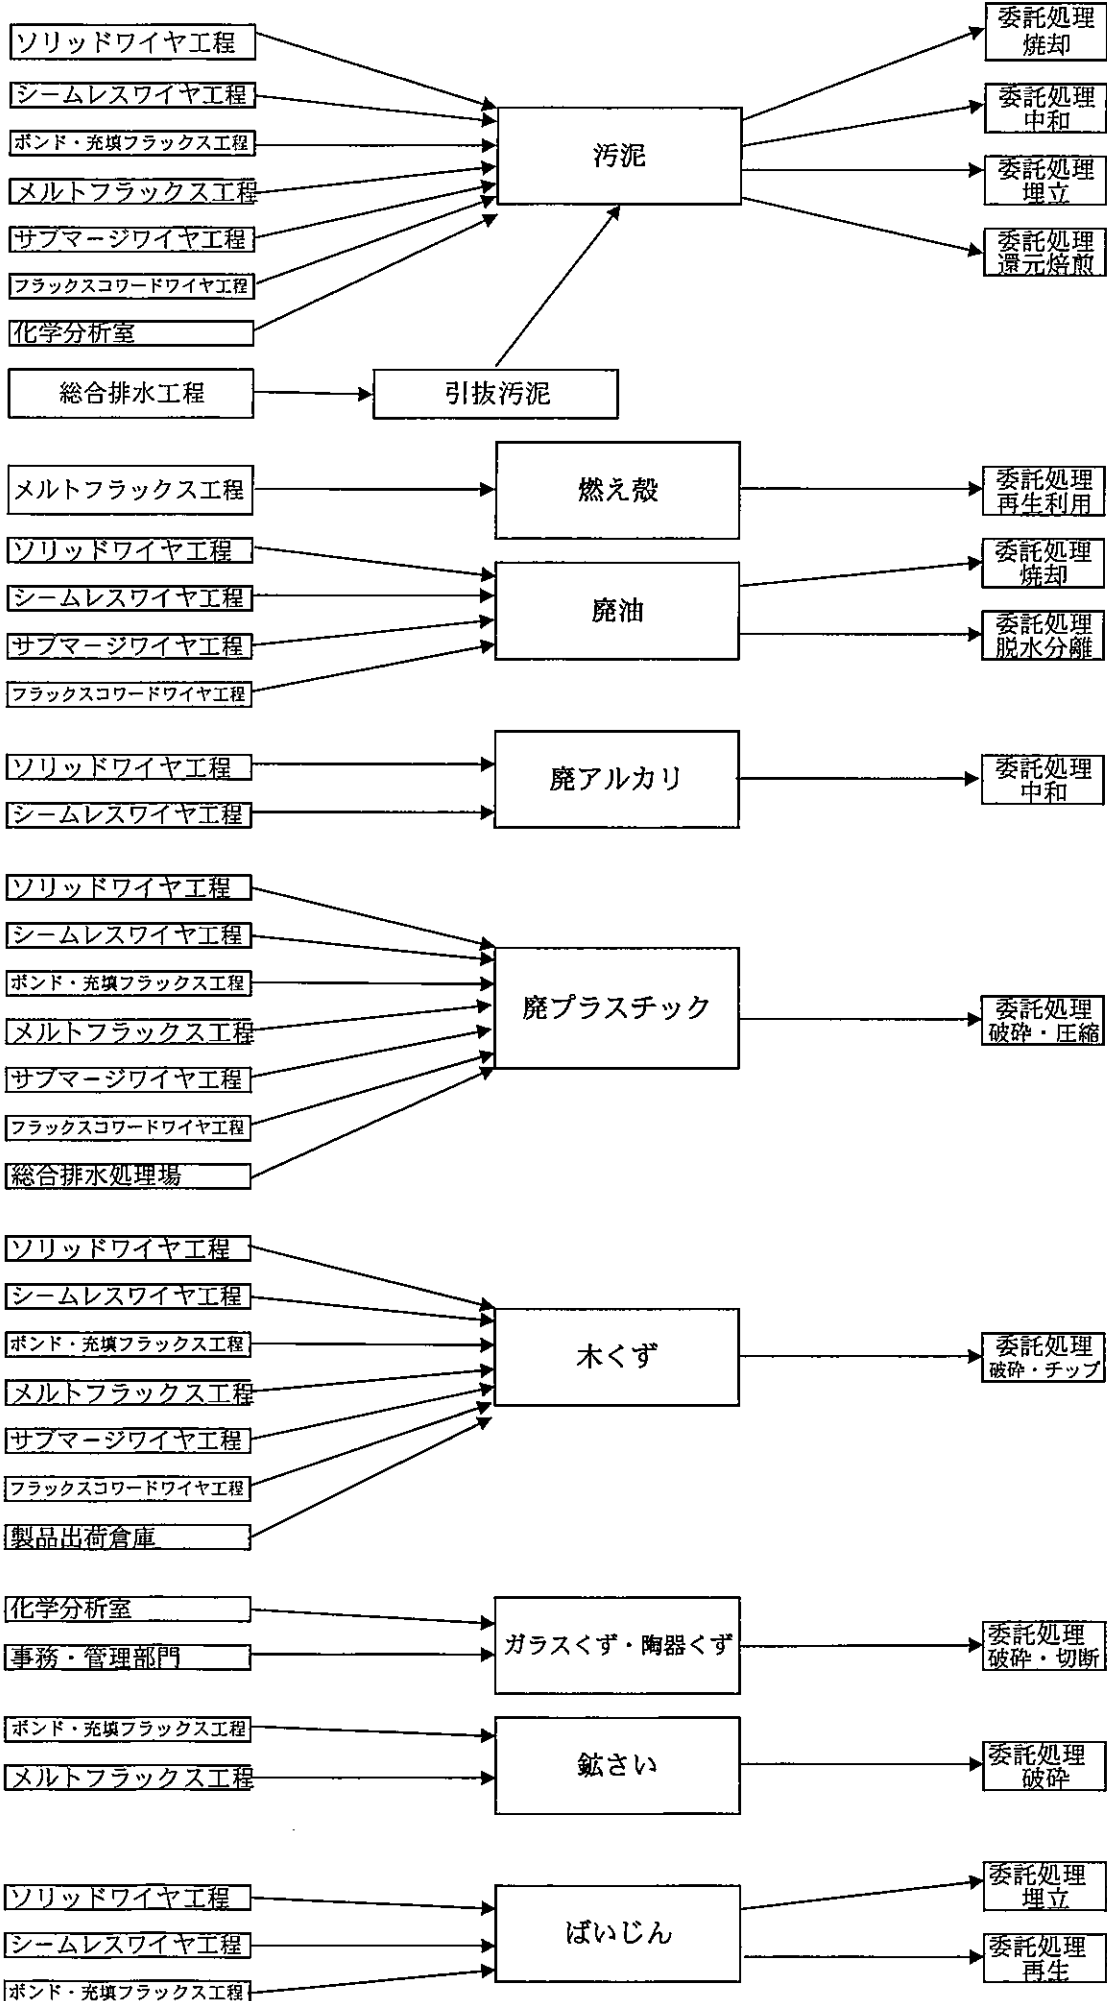 ソリッドワイヤ工程
シームレスワイヤ工程
ボンド・充填フラックス工程
メルトフラックス工程
サブマージワイヤ工程
フラックスコワードワイヤ工程
化学分析室
総合排水工程
引抜汚泥
汚泥
委託処理
焼却
委託処理
中和
委託処理
埋立
委託処理
還元焙煎
メルトフラックス工程
燃え殻
委託処理
再生利用
ソリッドワイヤ工程
シームレスワイヤ工程
サブマージワイヤ工程
フラックスコワードワイヤ工程
廃油
委託処理
焼却
委託処理
脱水分離
ソリッドワイヤ工程
シームレスワイヤ工程
廃アルカリ
委託処理
中和
ソリッドワイヤ工程
シームレスワイヤ工程
ボンド・充填フラックス工程
メルトフラックス工程
サブマージワイヤ工程
フラックスコワードワイヤ工程
総合排水処理場
廃プラスチック
委託処理
破砕・圧縮
ソリッドワイヤ工程
シームレスワイヤ工程
ボンド・充填フラックス工程
メルトフラックス工程
サブマージワイヤ工程
フラックスコワードワイヤ工程
製品出荷倉庫
木くず
委託処理
破砕・チップ
化学分析室
事務・管理部門
ガラスくず・陶器くず
委託処理
破砕・切断
ボンド・充填フラックス工程
メルトフラックス工程
鉱さい
委託処理
破砕
ソリッドワイヤ工程
シームレスワイヤ工程
ボンド・充填フラックス工程
ばいじん
委託処理
埋立
委託処理
再生